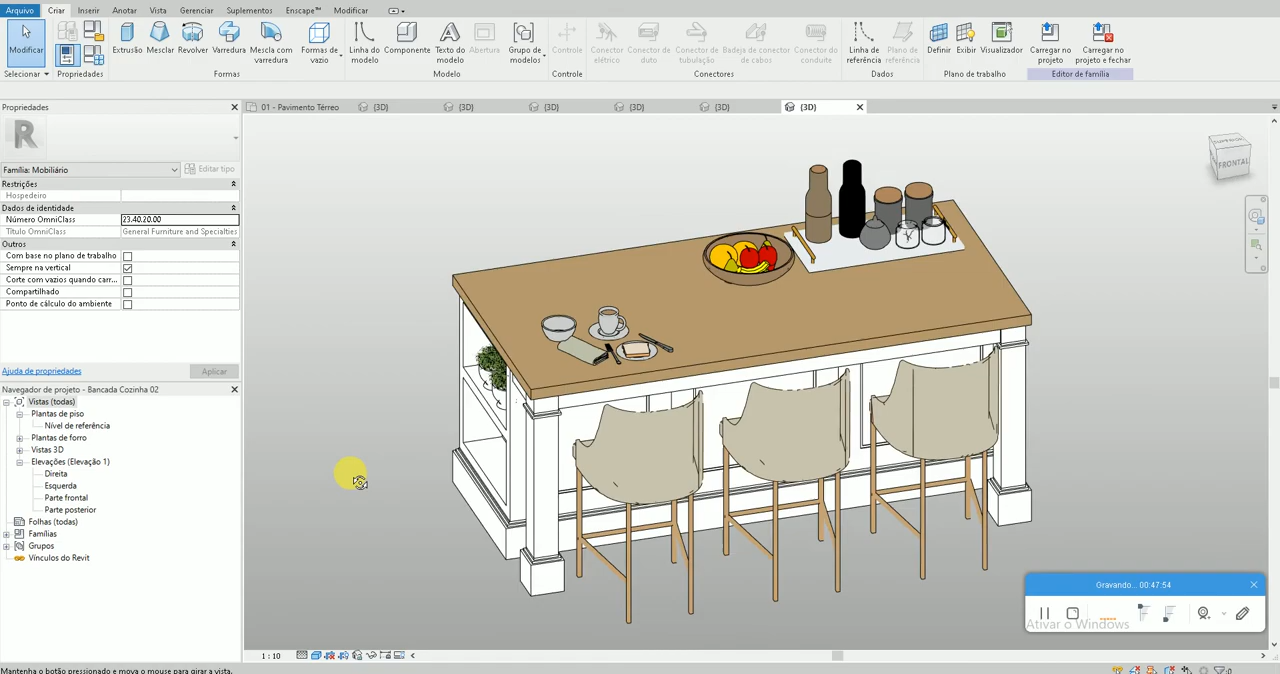 Arquivo Criar Inserir Anotar Vista Gerenciar Suplementos Enscape™ Modificar
Modificar
Extrusão Mesclar Revolver Varredura Mescla com varredura Formas de vazio
Linha do modelo Componente Texto do modelo Abertura Grupo de modelos
Controle
Conector elétrico Conector de duto Conector de tubulação Badeja de conector de cabos Conector do conduite
Linha de referência Plano de referência
Definir Exibir Visualizador
Carregar no projeto Carregar no projeto e fechar
Selecionar Propriedades Formas Modelo Controle Conectores Dados Plano de trabalho Editor de família
Propriedades
01 - Pavimento Térreo {3D} {3D} {3D} {3D} {3D} {3D}
R
Família: Mobiliário Editar tipo
Restrições
Hospedeiro
Dados de identidade
Número OmniClass 23.40.20.00
Título OmniClass General Furniture and Specialties
Outros
Com base no plano de trabalho
Sempre na vertical
Corte com vazios quando carr...
Compartilhado
Ponto de cálculo do ambiente
Ajuda de propriedades Aplicar
Navegador de projeto - Bancada Cozinha 02
Vistas (todas)
Plantas de piso
Nível de referência
Plantas de forro
Vistas 3D
Elevações (Elevação 1)
Direita
Esquerda
Parte frontal
Parte posterior
Folhas (todas)
Famílias
Grupos
Vínculos do Revit
FRONTAL
Gravando... 00:47:54
Ativar o Windows
1 : 10
Mantenha o botão pressionado e mova o mouse para girar a vista.
:0